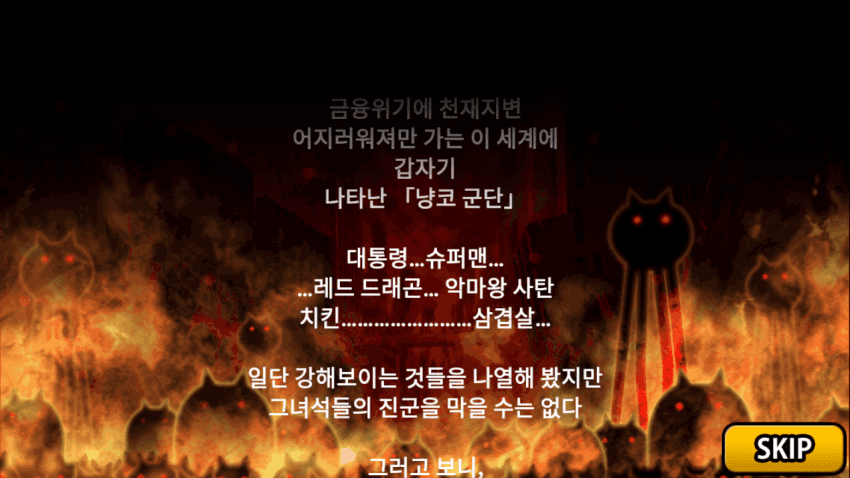 금융위기에 천재지변
어지러워져만 가는 이 세계에
갑자기
나타난 「냥코 군단」
대통령...슈퍼맨...
...레드 드래곤... 악마왕 사탄
치킨........................삼겹살...
일단 강해보이는 것들을 나열해 봤지만
그녀석들의 진군을 막을 수는 없다
그러고 보니,
SKIP